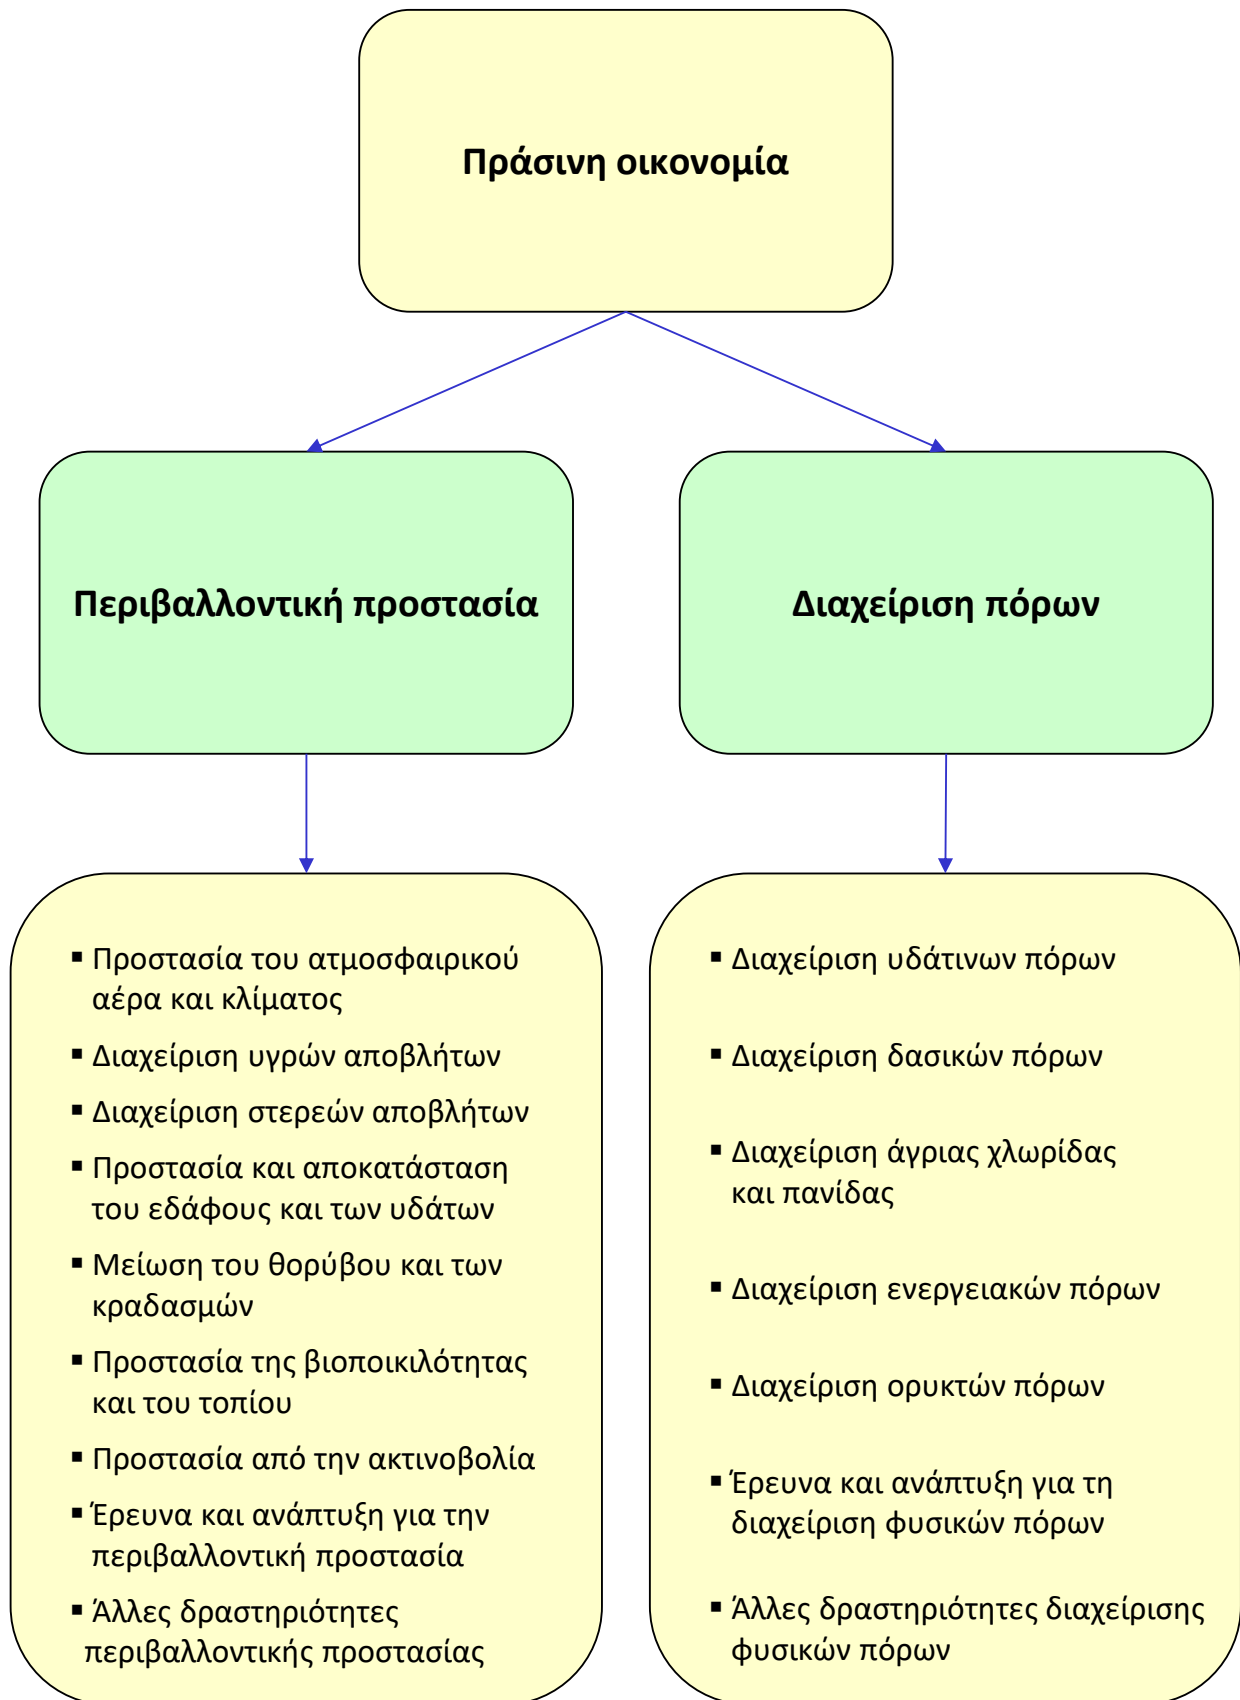 Πράσινη οικονομία
Περιβαλλοντική προστασία
Διαχείριση πόρων
▪ Προστασία του ατμοσφαιρικού
αέρα και κλίματος
▪ Διαχείριση υγρών αποβλήτων
▪ Διαχείριση στερεών αποβλήτων
▪ Προστασία και αποκατάσταση
του εδάφους και των υδάτων
▪ Μείωση του θορύβου και των
κραδασμών
▪ Προστασία της βιοποικιλότητας
και του τοπίου
▪ Προστασία από την ακτινοβολία
▪ Έρευνα και ανάπτυξη για την
περιβαλλοντική προστασία
▪ Άλλες δραστηριότητες
περιβαλλοντικής προστασίας
▪ Διαχείριση υδάτινων πόρων
▪ Διαχείριση δασικών πόρων
▪ Διαχείριση άγριας χλωρίδας
και πανίδας
▪ Διαχείριση ενεργειακών πόρων
▪ Διαχείριση ορυκτών πόρων
▪ Έρευνα και ανάπτυξη για τη
διαχείριση φυσικών πόρων
▪ Άλλες δραστηριότητες διαχείρισης
φυσικών πόρων